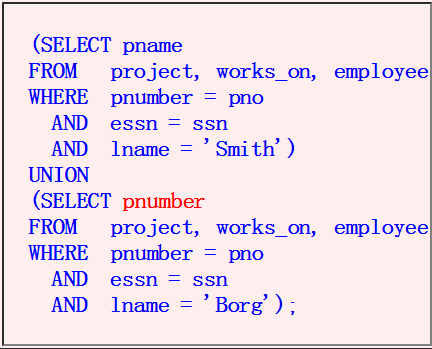 (SELECT pname
FROM project, works_on, employee
WHERE pnumber = pno
AND essn = ssn
AND lname = 'Smith')
UNION
(SELECT pnumber
FROM project, works_on, employee
WHERE pnumber = pno
AND essn = ssn
AND lname = 'Borg');